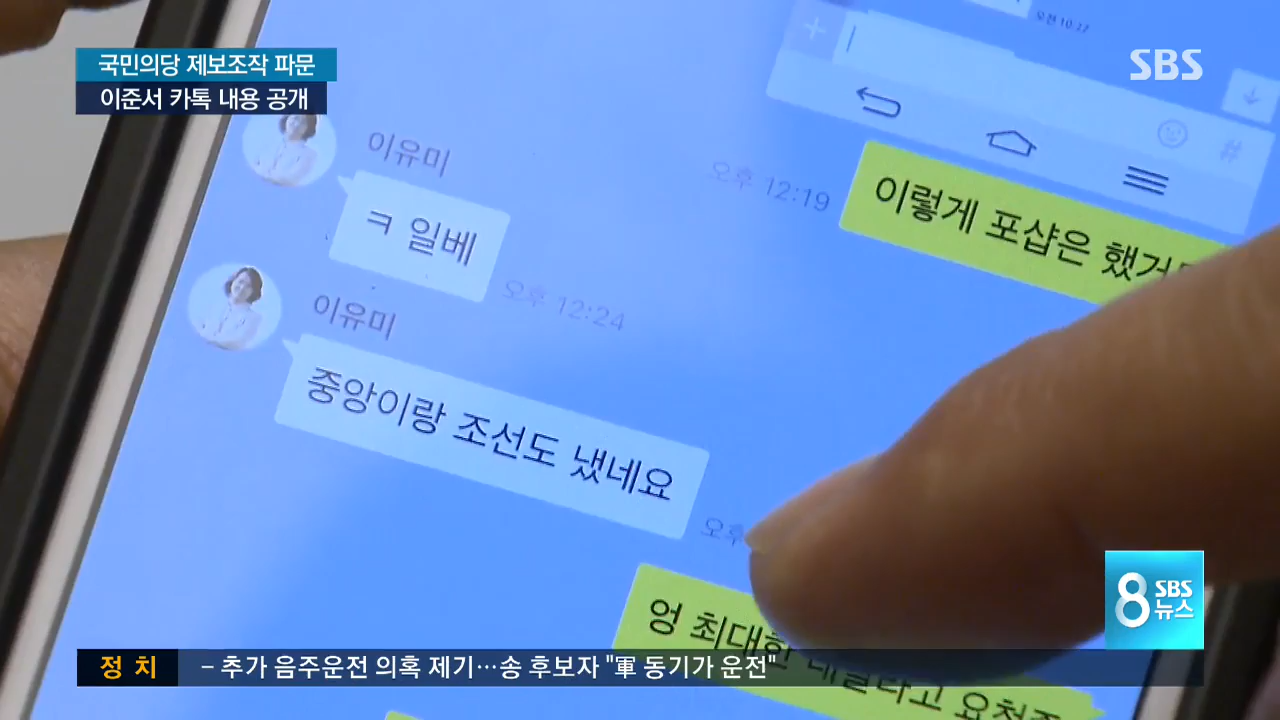 국민의당 제보조작 파문
이준서 카톡 내용 공개
SBS
오전 10:27
이유미
ㅋ 일베
오후 12:24
오후 12:19
이렇게 포샵은
이유미
중앙이랑 조선도 냈네요
오후
엉 최대한
8 SBS 뉴스
정치
- 추가 음주운전 의혹 제기…송 후보자 "軍 동기가 운전"